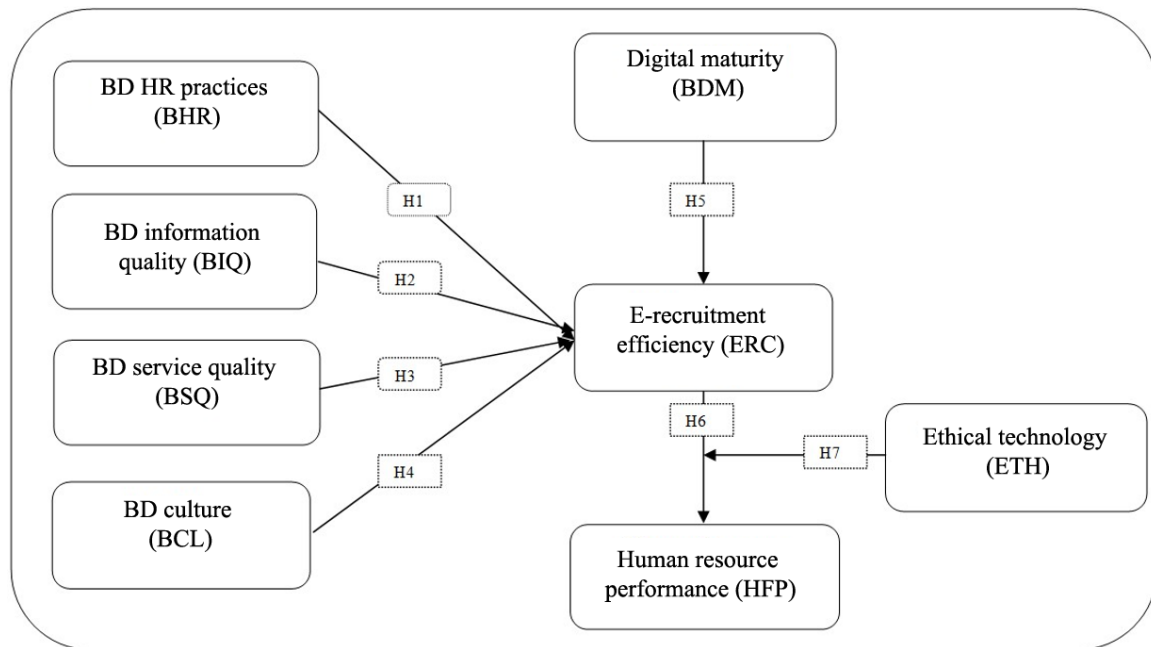 BD HR practices
(BHR)
Digital maturity
(BDM)
H1
H5
BD information
quality (BIQ)
H2
E-recruitment
efficiency (ERC)
BD service quality
(BSQ)
H3
H6
Ethical technology
(ETH)
H7
H4
BD culture
(BCL)
Human resource
performance (HFP)